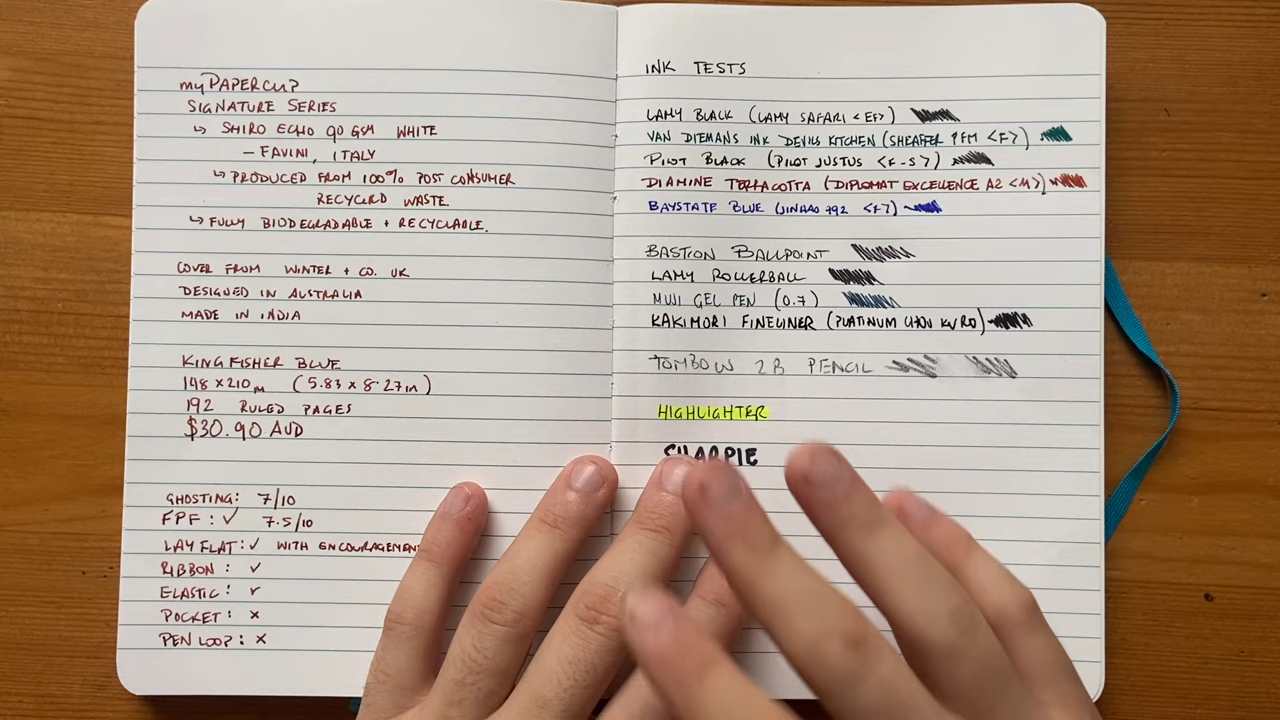 myPAPERCUP
SIGNATURE SERIES
↳ SHIRO ECHO 90 GSM WHITE
– FAVINI, ITALY
↳ PRODUCED FROM 100% POST CONSUMER
RECYCLED WASTE
↳ FULLY BIODEGRADABLE + RECYCLABLE.
COVER FROM WINTER + CO. UK
DESIGNED IN AUSTRALIA
MADE IN INDIA
KINGFISHER BLUE
148 x 210 (5.83 x 8.27in)
192 RULED PAGES
$30.90 AUD
GHOSTING: 7/10
FPF: ✓ 7.5/10
LAY FLAT: ✓ WITH ENCOURAGEMENT
RIBBON: ✓
ELASTIC: ✓
POCKET: ×
PEN LOOP: ×
INK TESTS
LAMY BLACK (LAMY SAFARI <EF>)
VAN DIEMANS INK DEVILS KITCHEN (SHEAFFER PFM <F>)
PILOT BLACK (PILOT JUSTUS <F-S>)
DIAMINE TERRACOTTA (DIPLOMAT EXCELLENCE A2 <M>)
BAYSTATE BLUE (JINHAO 992 <F>)
BASTION BALLPOINT
LAMY ROLLERBALL
MUJI GEL PEN (0.7)
KAKIMORI FINELINER (PLATINUM CHOU KURO)
TOMBOW 2B PENCIL
HIGHLIGHTER
SHARPIE